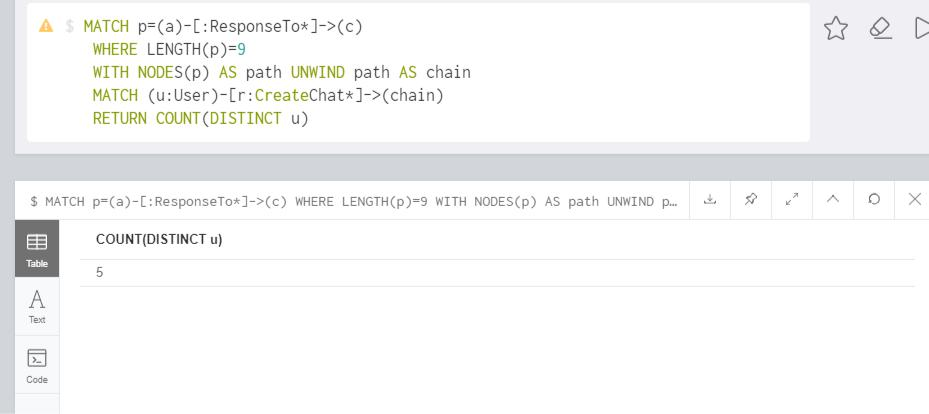 $ MATCH p=(a)-[:ResponseTo*]->(c)
WHERE LENGTH(p)=9
WITH NODES(p) AS path UNWIND path AS chain
MATCH (u:User)-[r:CreateChat*]->(chain)
RETURN COUNT(DISTINCT u)
$ MATCH p=(a)-[:ResponseTo*]->(c) WHERE LENGTH(p)=9 WITH NODES(p) AS path UNWIND p…
COUNT(DISTINCT u)
5
Table
A
Text
Code